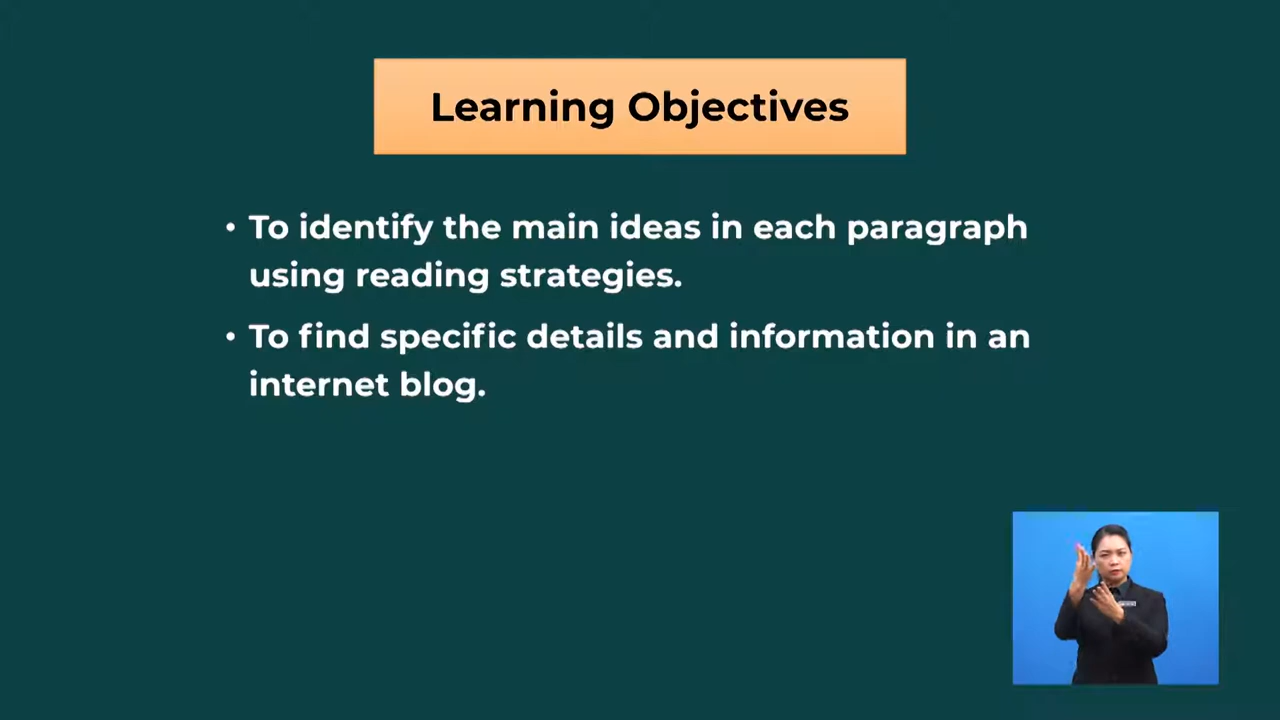 Learning Objectives
• To identify the main ideas in each paragraph
using reading strategies.
• To find specific details and information in an
internet blog.